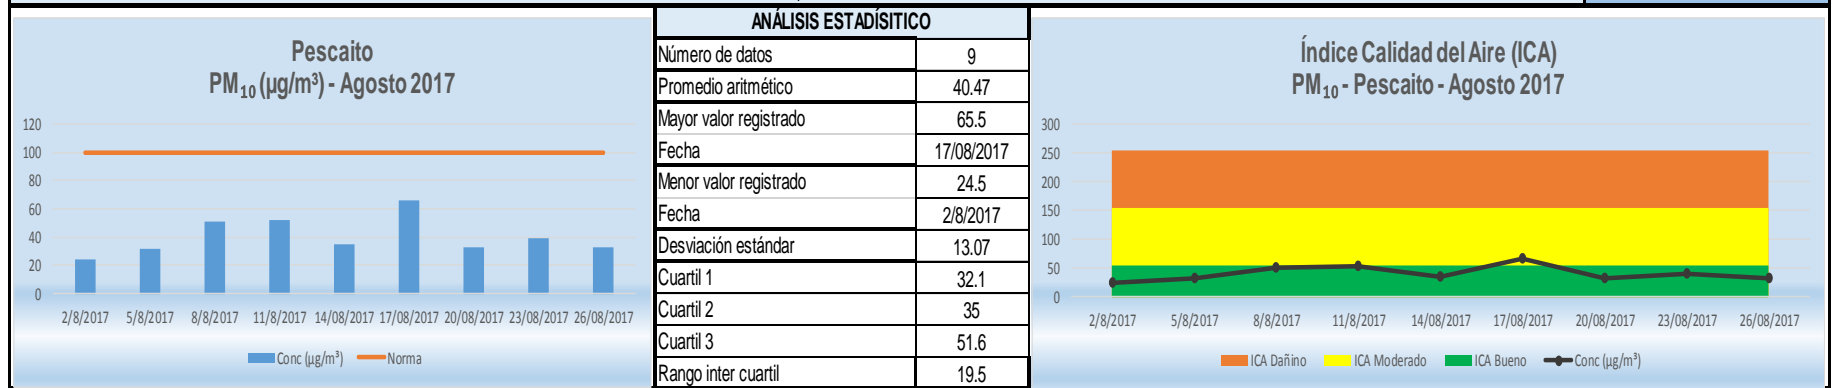 Pescaito
PM₁₀ (µg/m³) - Agosto 2017
120
100
80
60
40
20
0
2/8/2017 5/8/2017 8/8/2017 11/8/2017 14/08/2017 17/08/2017 20/08/2017 23/08/2017 26/08/2017
Conc (µg/m³) Norma
ANÁLISIS ESTADÍSITICO
Número de datos 9
Promedio aritmético 40.47
Mayor valor registrado 65.5
Fecha 17/08/2017
Menor valor registrado 24.5
Fecha 2/8/2017
Desviación estándar 13.07
Cuartil 1 32.1
Cuartil 2 35
Cuartil 3 51.6
Rango inter cuartil 19.5
Índice Calidad del Aire (ICA)
PM₁₀ - Pescaito - Agosto 2017
300
250
200
150
100
50
0
2/8/2017 5/8/2017 8/8/2017 11/8/2017 14/08/2017 17/08/2017 20/08/2017 23/08/2017 26/08/2017
ICA Dañino ICA Moderado ICA Bueno Conc (µg/m³)